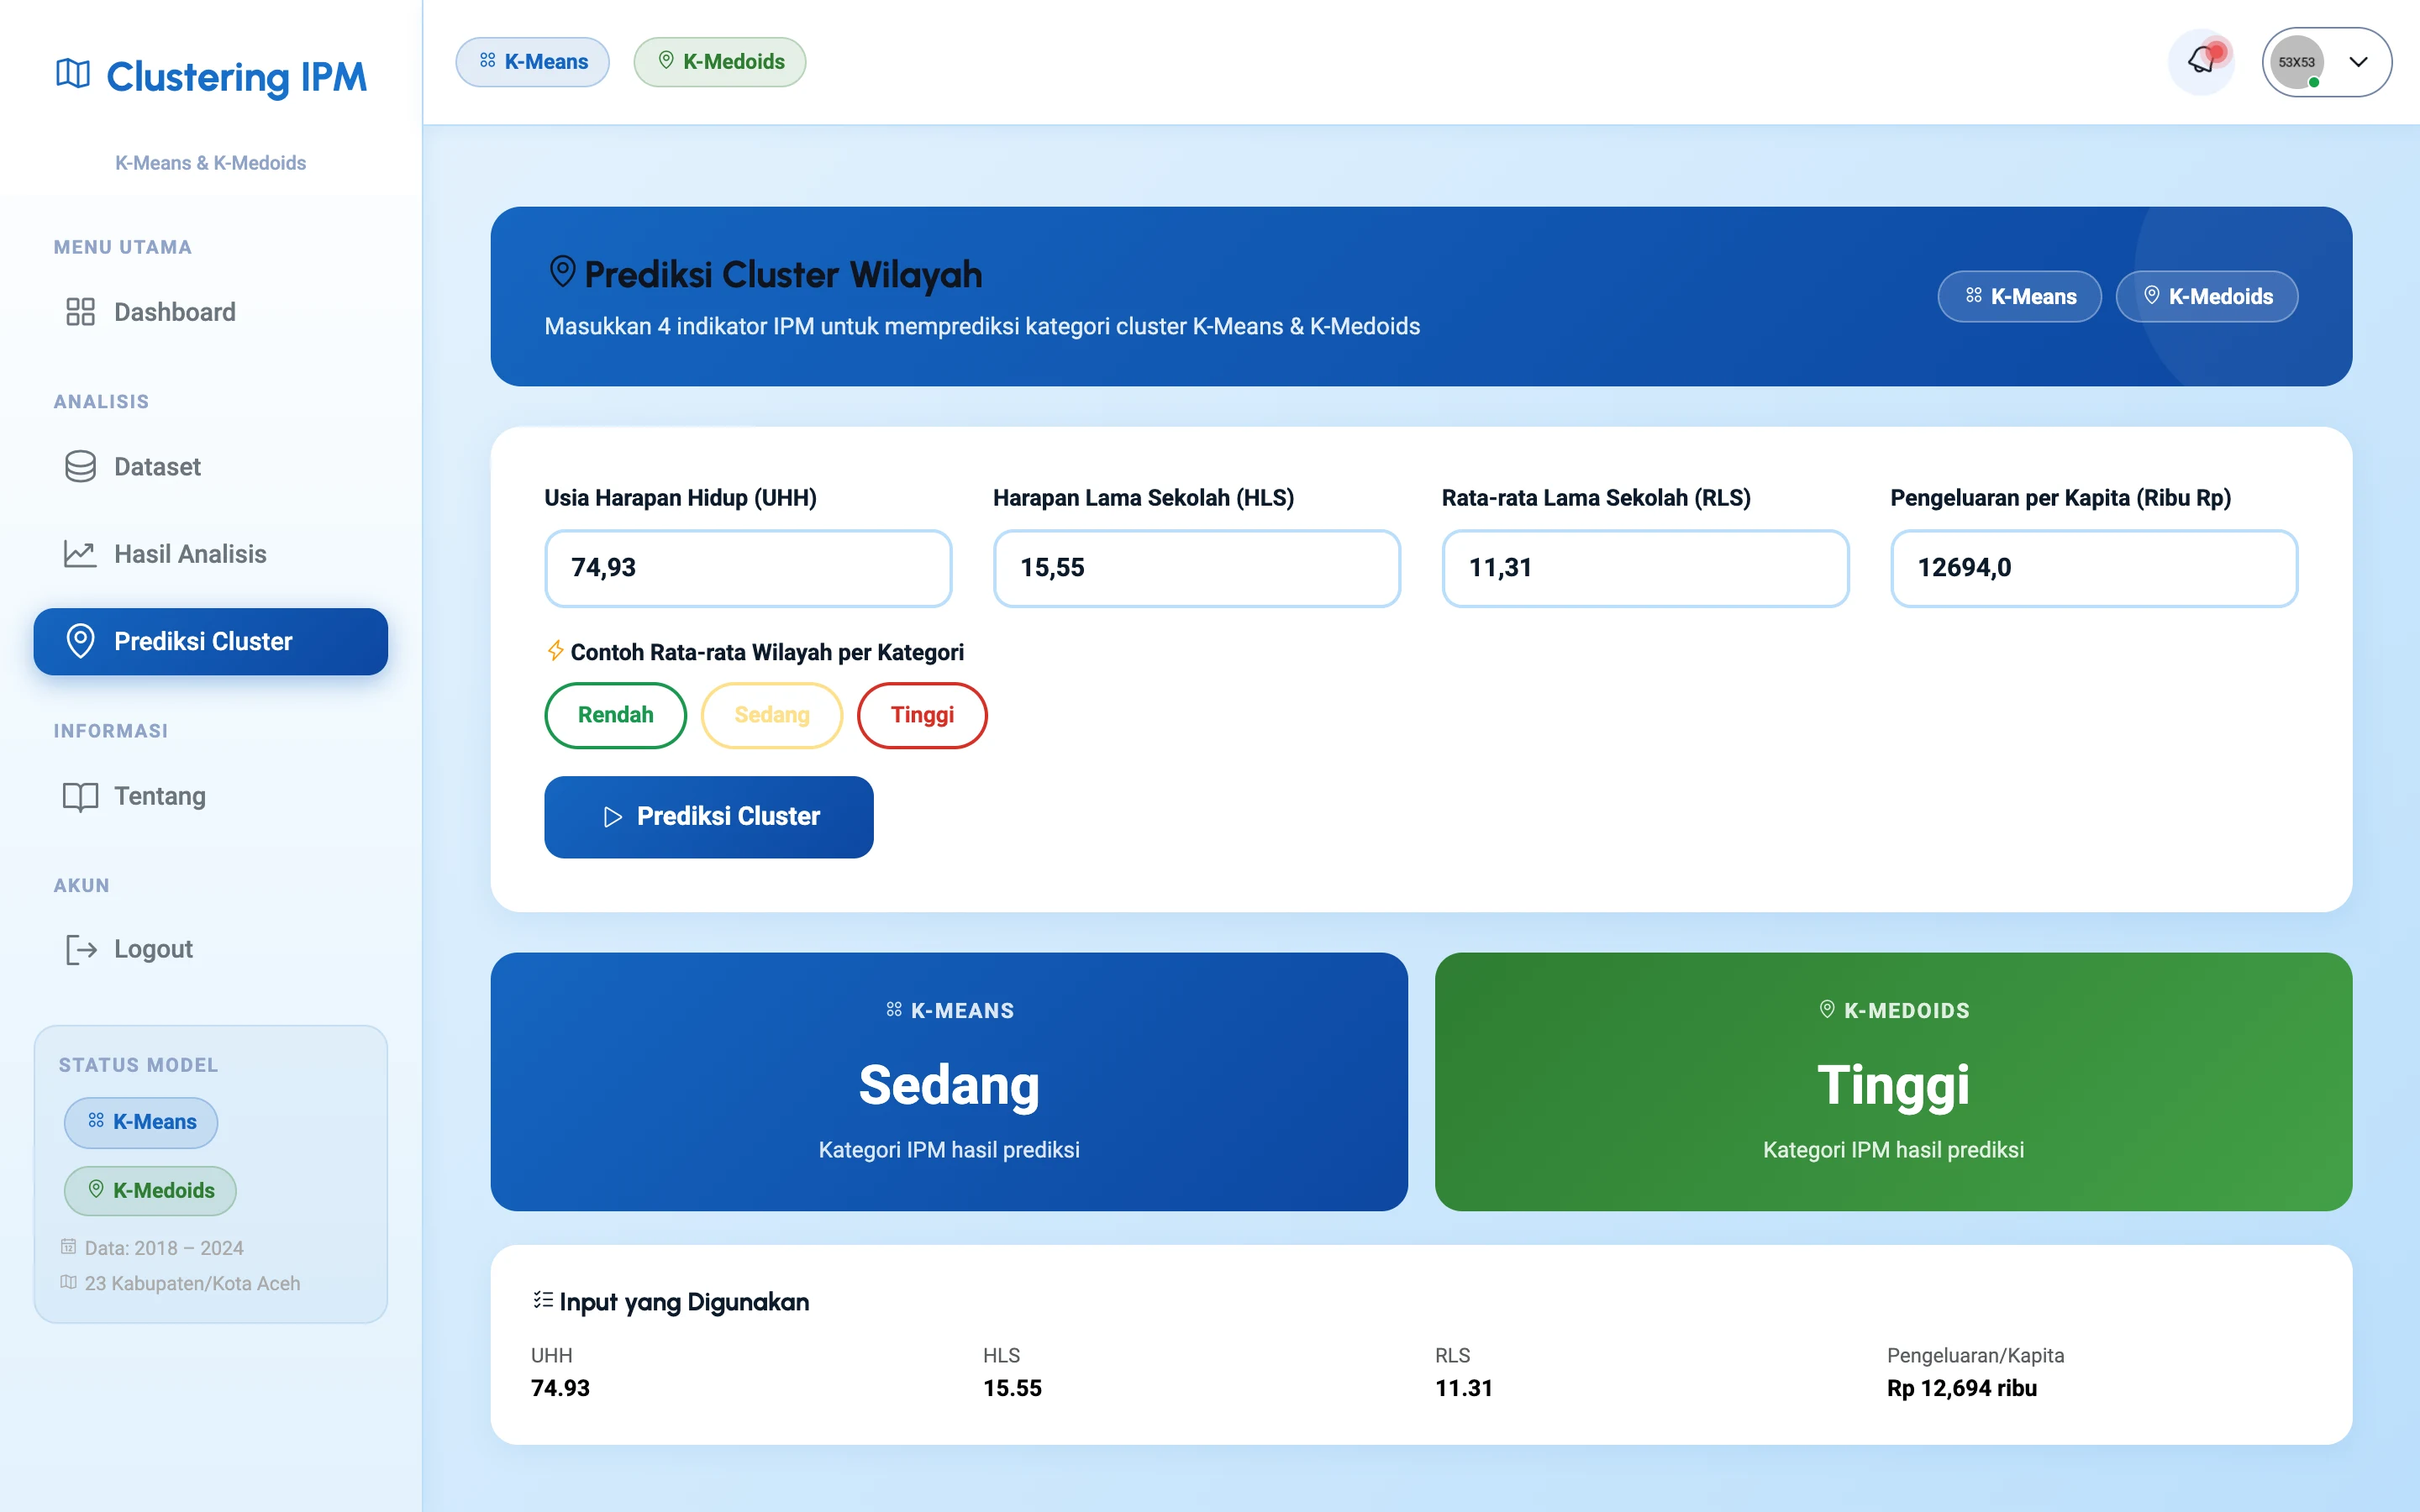 Clustering IPM
K-Means & K-Medoids
MENU UTAMA
Dashboard
ANALISIS
Dataset
Hasil Analisis
Prediksi Cluster
INFORMASI
Tentang
AKUN
Logout
STATUS MODEL
K-Means
K-Medoids
Data: 2018 – 2024
23 Kabupaten/Kota Aceh
K-Means K-Medoids
53X53
Prediksi Cluster Wilayah
Masukkan 4 indikator IPM untuk memprediksi kategori cluster K-Means & K-Medoids
K-Means K-Medoids
Usia Harapan Hidup (UHH) Harapan Lama Sekolah (HLS) Rata-rata Lama Sekolah (RLS) Pengeluaran per Kapita (Ribu Rp)
74,93 15,55 11,31 12694,0
Contoh Rata-rata Wilayah per Kategori
Rendah Sedang Tinggi
Prediksi Cluster
K-MEANS
Sedang
Kategori IPM hasil prediksi
K-MEDOIDS
Tinggi
Kategori IPM hasil prediksi
Input yang Digunakan
UHH HLS RLS Pengeluaran/Kapita
74.93 15.55 11.31 Rp 12,694 ribu